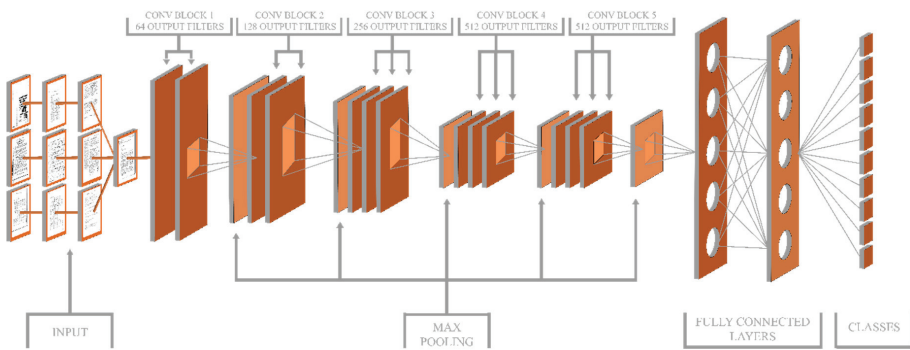 CONV BLOCK 1
64 OUTPUT FILTERS
CONV BLOCK 2
128 OUTPUT FILTERS
CONV BLOCK 3
256 OUTPUT FILTERS
CONV BLOCK 4
512 OUTPUT FILTERS
CONV BLOCK 5
512 OUTPUT FILTERS
INPUT
MAX
POOLING
FULLY CONNECTED
LAYERS
CLASSES